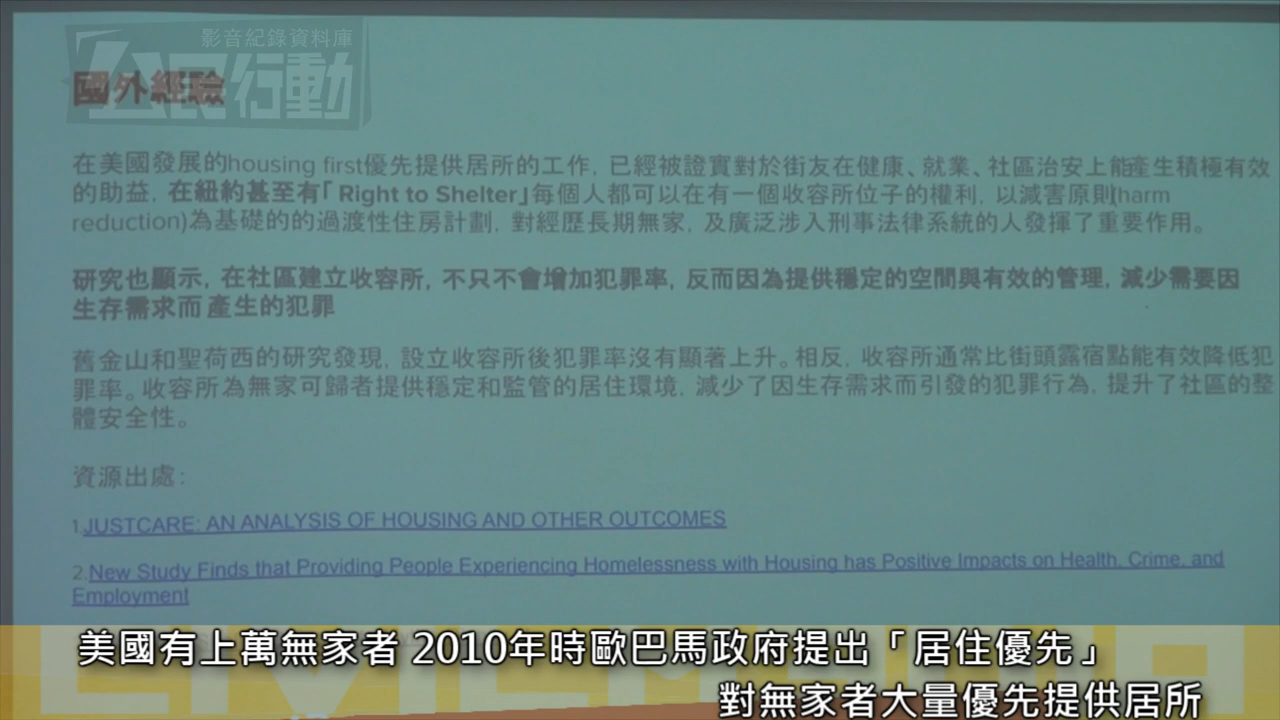 影音紀錄資料庫
公民行動
國外經驗
在美國發展的housing first優先提供居所的工作，已經被證實對於街友在健康、就業、社區治安上能產生積極有效
的助益，在紐約甚至有「Right to Shelter」每個人都可以在有一個收容所位子的權利，以減害原則(harm
reduction)為基礎的的過渡性住房計劃，對經歷長期無家，及廣泛涉入刑事法律系統的人發揮了重要作用。
研究也顯示，在社區建立收容所，不只不會增加犯罪率，反而因為提供穩定的空間與有效的管理，減少需要因
生存需求而產生的犯罪
舊金山和聖荷西的研究發現，設立收容所後犯罪率沒有顯著上升。相反，收容所通常比街頭露宿點能有效降低犯
罪率。收容所為無家可歸者提供穩定和監管的居住環境，減少了因生存需求而引發的犯罪行為，提升了社區的整
體安全性。
資源出處：
1.JUSTCARE: AN ANALYSIS OF HOUSING AND OTHER OUTCOMES
2.New Study Finds that Providing People Experiencing Homelessness with Housing has Positive Impacts on Health, Crime, and
Employment
美國有上萬無家者 2010年時歐巴馬政府提出「居住優先」
對無家者大量優先提供居所